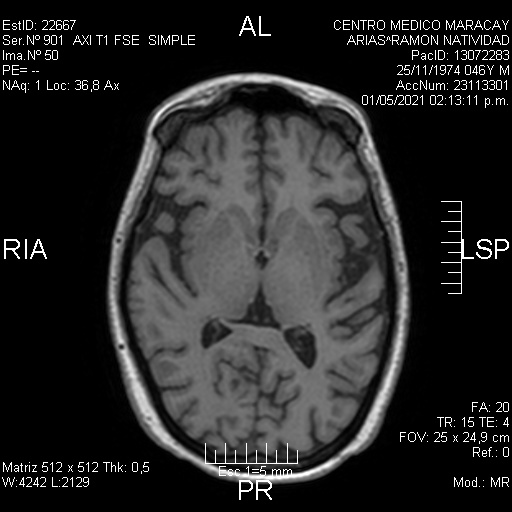 EstID: 22667
Ser.Nº 901 AXI T1 FSE SIMPLE
Ima.Nº 50
PE= --
NAq: 1 Loc: 36,8 Ax
AL
CENTRO MEDICO MARACAY
ARIAS^RAMON NATIVIDAD
PacID: 13072283
25/11/1974 046Y M
AccNum: 23113301
01/05/2021 02:13:11 p.m.
RIA
LSP
FA: 20
TR: 15 TE: 4
FOV: 25 x 24,9 cm
Ref.: 0
Mod.: MR
Matriz 512 x 512 Thk: 0,5
W:4242 L:2129
Esc 1=5 mm
PR